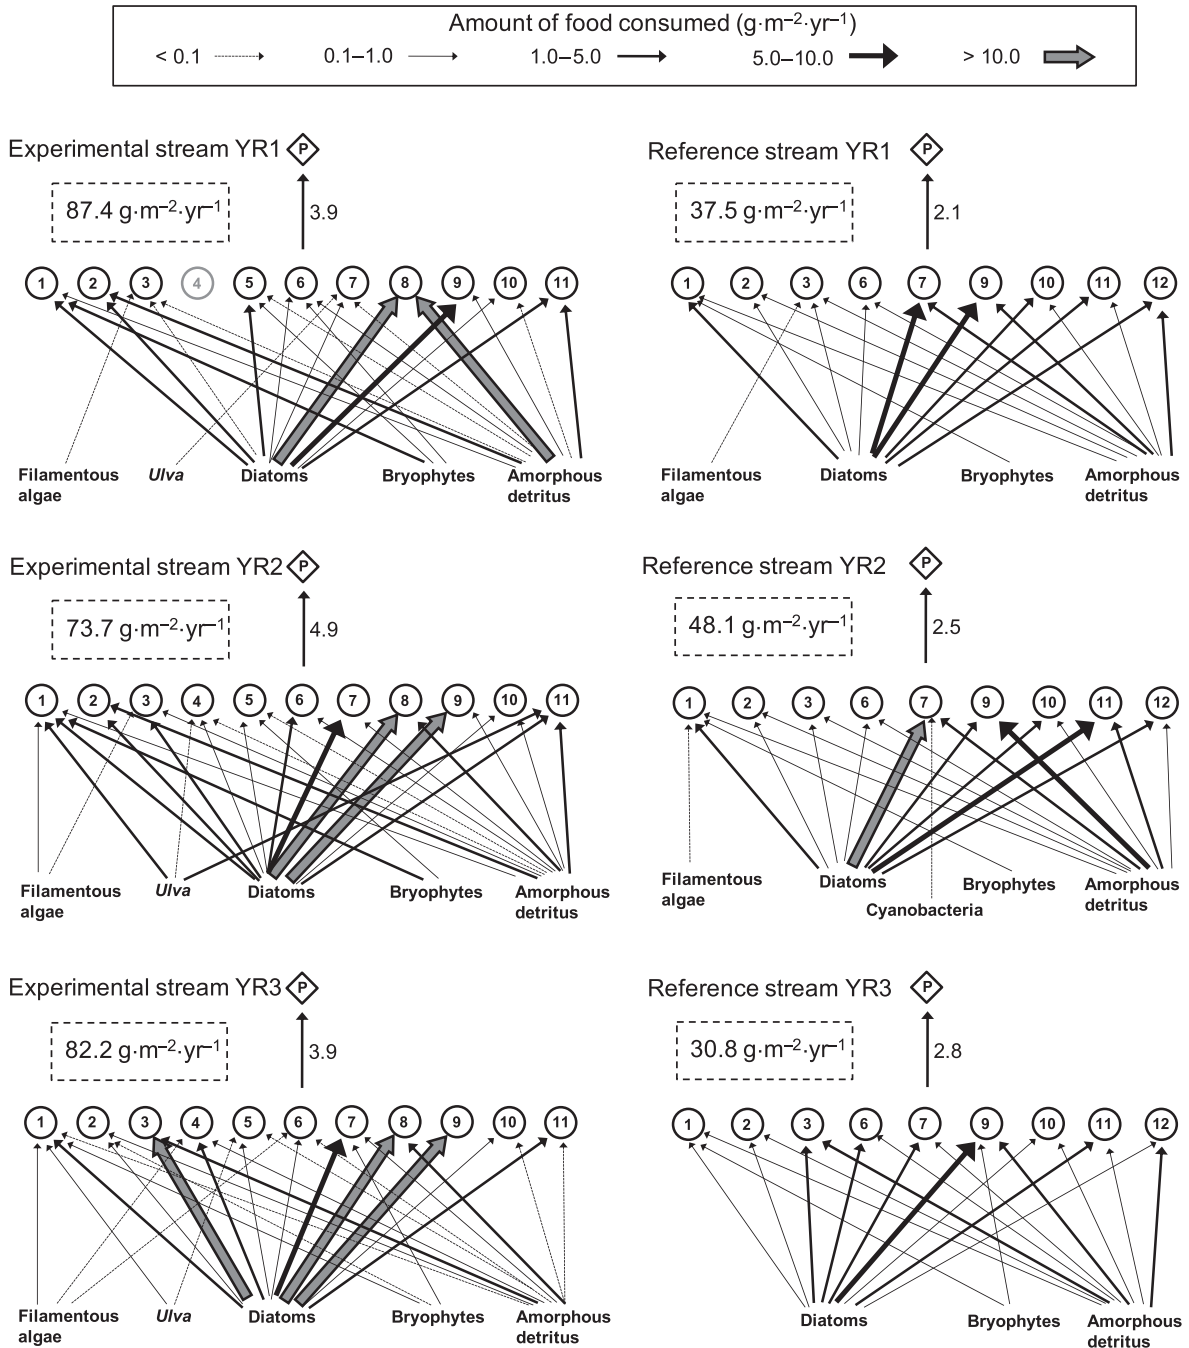 Amount of food consumed (g·m–2·yr–1)
< 0.1 0.1–1.0 1.0–5.0 5.0–10.0 > 10.0
Experimental stream YR1 P
87.4 g·m–2·yr–1
3.9
1 2 3 4 5 6 7 8 9 10 11
Filamentous algae Ulva Diatoms Bryophytes Amorphous detritus
Reference stream YR1 P
37.5 g·m–2·yr–1
2.1
1 2 3 6 7 9 10 11 12
Filamentous algae Diatoms Bryophytes Amorphous detritus
Experimental stream YR2 P
73.7 g·m–2·yr–1
4.9
1 2 3 4 5 6 7 8 9 10 11
Filamentous algae Ulva Diatoms Bryophytes Amorphous detritus
Reference stream YR2 P
48.1 g·m–2·yr–1
2.5
1 2 3 6 7 9 10 11 12
Filamentous algae Diatoms Bryophytes Amorphous detritus
Cyanobacteria
Experimental stream YR3 P
82.2 g·m–2·yr–1
3.9
1 2 3 4 5 6 7 8 9 10 11
Filamentous algae Ulva Diatoms Bryophytes Amorphous detritus
Reference stream YR3 P
30.8 g·m–2·yr–1
2.8
1 2 3 6 7 9 10 11 12
Diatoms Bryophytes Amorphous detritus